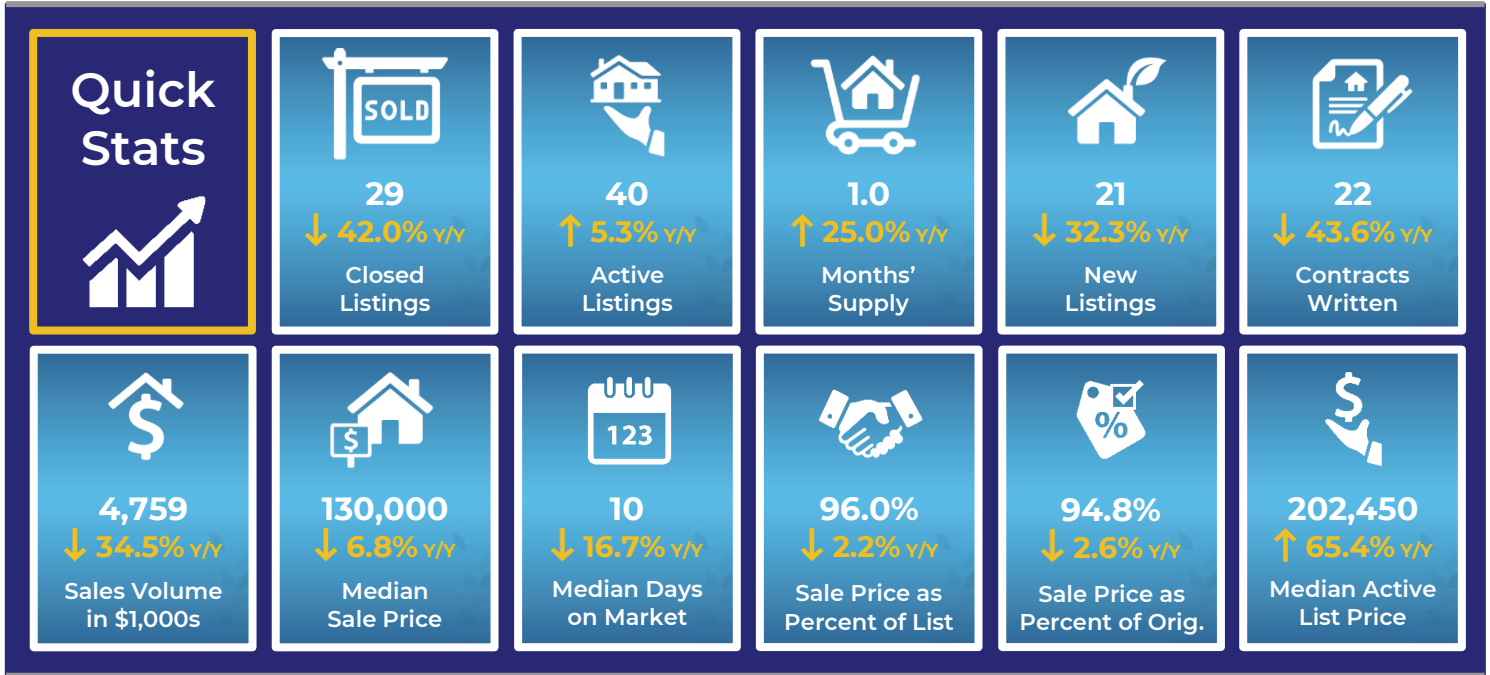 Quick
Stats
SOLD
29
↓ 42.0% Y/Y
Closed
Listings
40
↑ 5.3% Y/Y
Active
Listings
1.0
↑ 25.0% Y/Y
Months’
Supply
21
↓ 32.3% Y/Y
New
Listings
22
↓ 43.6% Y/Y
Contracts
Written
$
4,759
↓ 34.5% Y/Y
Sales Volume
in $1,000s
$
130,000
↓ 6.8% Y/Y
Median
Sale Price
123
10
↓ 16.7% Y/Y
Median Days
on Market
96.0%
↓ 2.2% Y/Y
Sale Price as
Percent of List
%
94.8%
↓ 2.6% Y/Y
Sale Price as
Percent of Orig.
$
202,450
↑ 65.4% Y/Y
Median Active
List Price